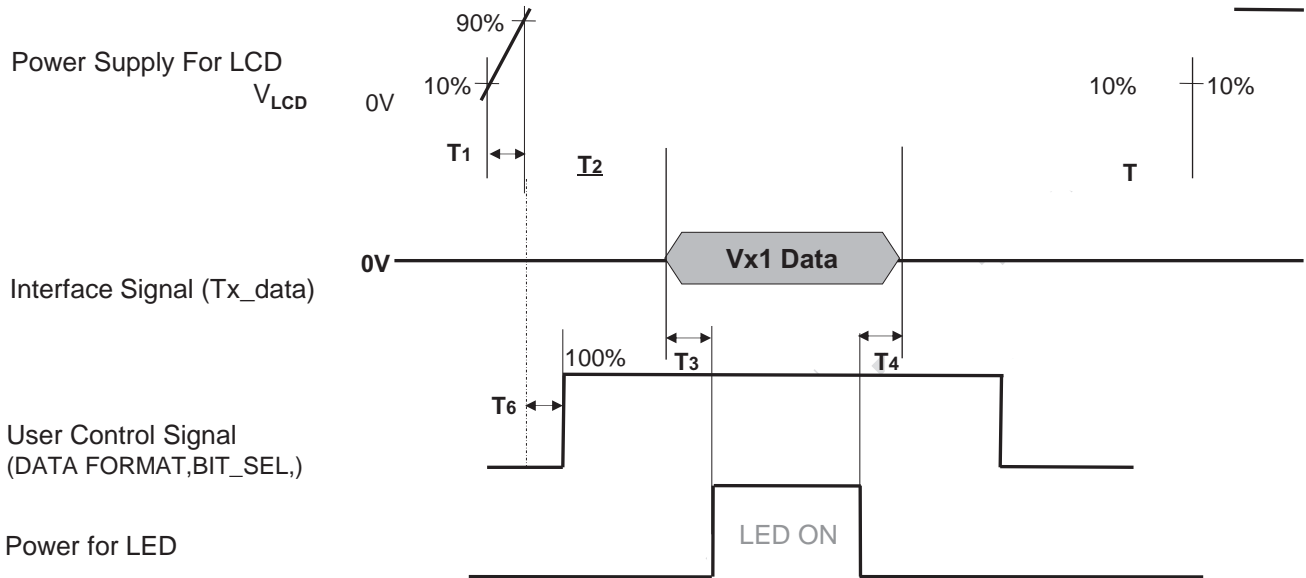 90%
Power Supply For LCD
VLCD
0V
10%
10%
10%
T1
T2
T
0V
Vx1 Data
Interface Signal (Tx_data)
100%
T3
T4
T6
User Control Signal
(DATA FORMAT,BIT_SEL,)
LED ON
Power for LED